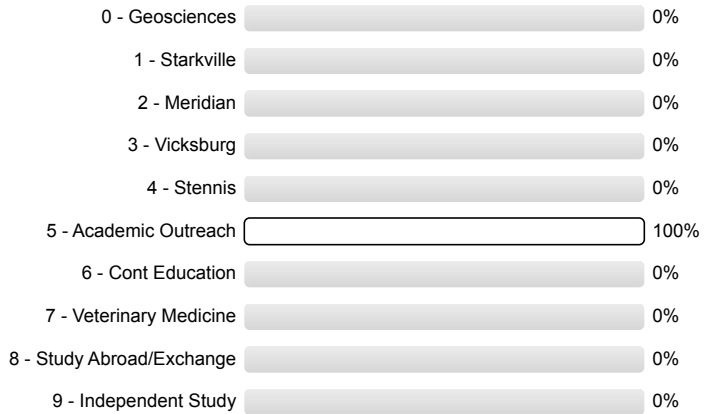 0 - Geosciences 0%
1 - Starkville 0%
2 - Meridian 0%
3 - Vicksburg 0%
4 - Stennis 0%
5 - Academic Outreach 100%
6 - Cont Education 0%
7 - Veterinary Medicine 0%
8 - Study Abroad/Exchange 0%
9 - Independent Study 0%